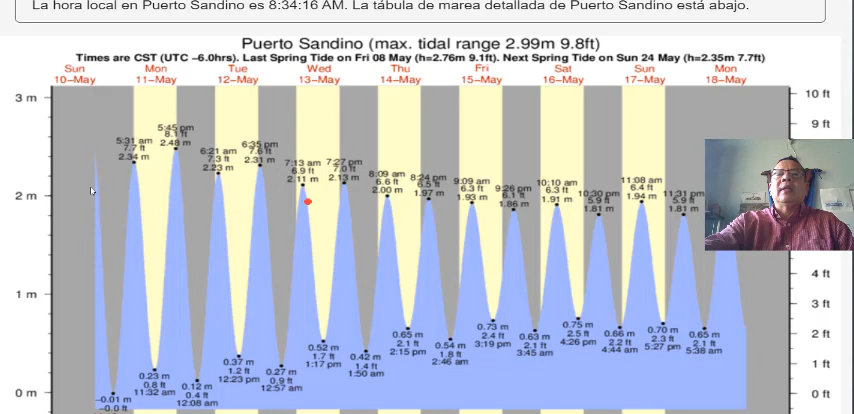 La hora local en Puerto Sandino es 8:34:16 AM. La tábula de marea detallada de Puerto Sandino está abajo.
Puerto Sandino (max. tidal range 2.99m 9.8ft)
Times are CST (UTC −6.0hrs). Last Spring Tide on Fri 08 May (h=2.76m 9.1ft). Next Spring Tide on Sun 24 May (h=2.35m 7.7ft)
Sun Mon Tue Wed Thu Fri Sat Sun Mon
10−May 11−May 12−May 13−May 14−May 15−May 16−May 17−May 18−May
3 m
2 m
1 m
0 m
10 ft
9 ft
4 ft
3 ft
2 ft
1 ft
0 ft
−0.01 m
−0.0 ft
5:31 am
7.7 ft
2.34 m
0.23 m
0.8 ft
11:32 am
5:45 pm
8.1 ft
2.48 m
0.12 m
0.4 ft
12:08 am
6:21 am
7.3 ft
2.23 m
0.37 m
1.2 ft
12:23 pm
6:35 pm
7.6 ft
2.31 m
0.27 m
0.9 ft
12:57 am
7:13 am
6.9 ft
2.11 m
0.52 m
1.7 ft
1:17 pm
7:27 pm
7.0 ft
2.13 m
0.42 m
1.4 ft
1:50 am
8:09 am
6.6 ft
2.00 m
0.65 m
2.1 ft
2:15 pm
8:24 pm
6.5 ft
1.97 m
0.54 m
1.8 ft
2:46 am
9:09 am
6.3 ft
1.93 m
0.73 m
2.4 ft
3:19 pm
9:26 pm
6.1 ft
1.86 m
0.63 m
2.1 ft
3:45 am
10:10 am
6.3 ft
1.91 m
0.75 m
2.5 ft
4:26 pm
10:30 pm
5.9 ft
1.81 m
0.66 m
2.2 ft
4:44 am
11:08 am
6.4 ft
1.94 m
0.70 m
2.3 ft
5:27 pm
11:31 pm
5.9 ft
1.81 m
0.65 m
2.1 ft
5:38 am